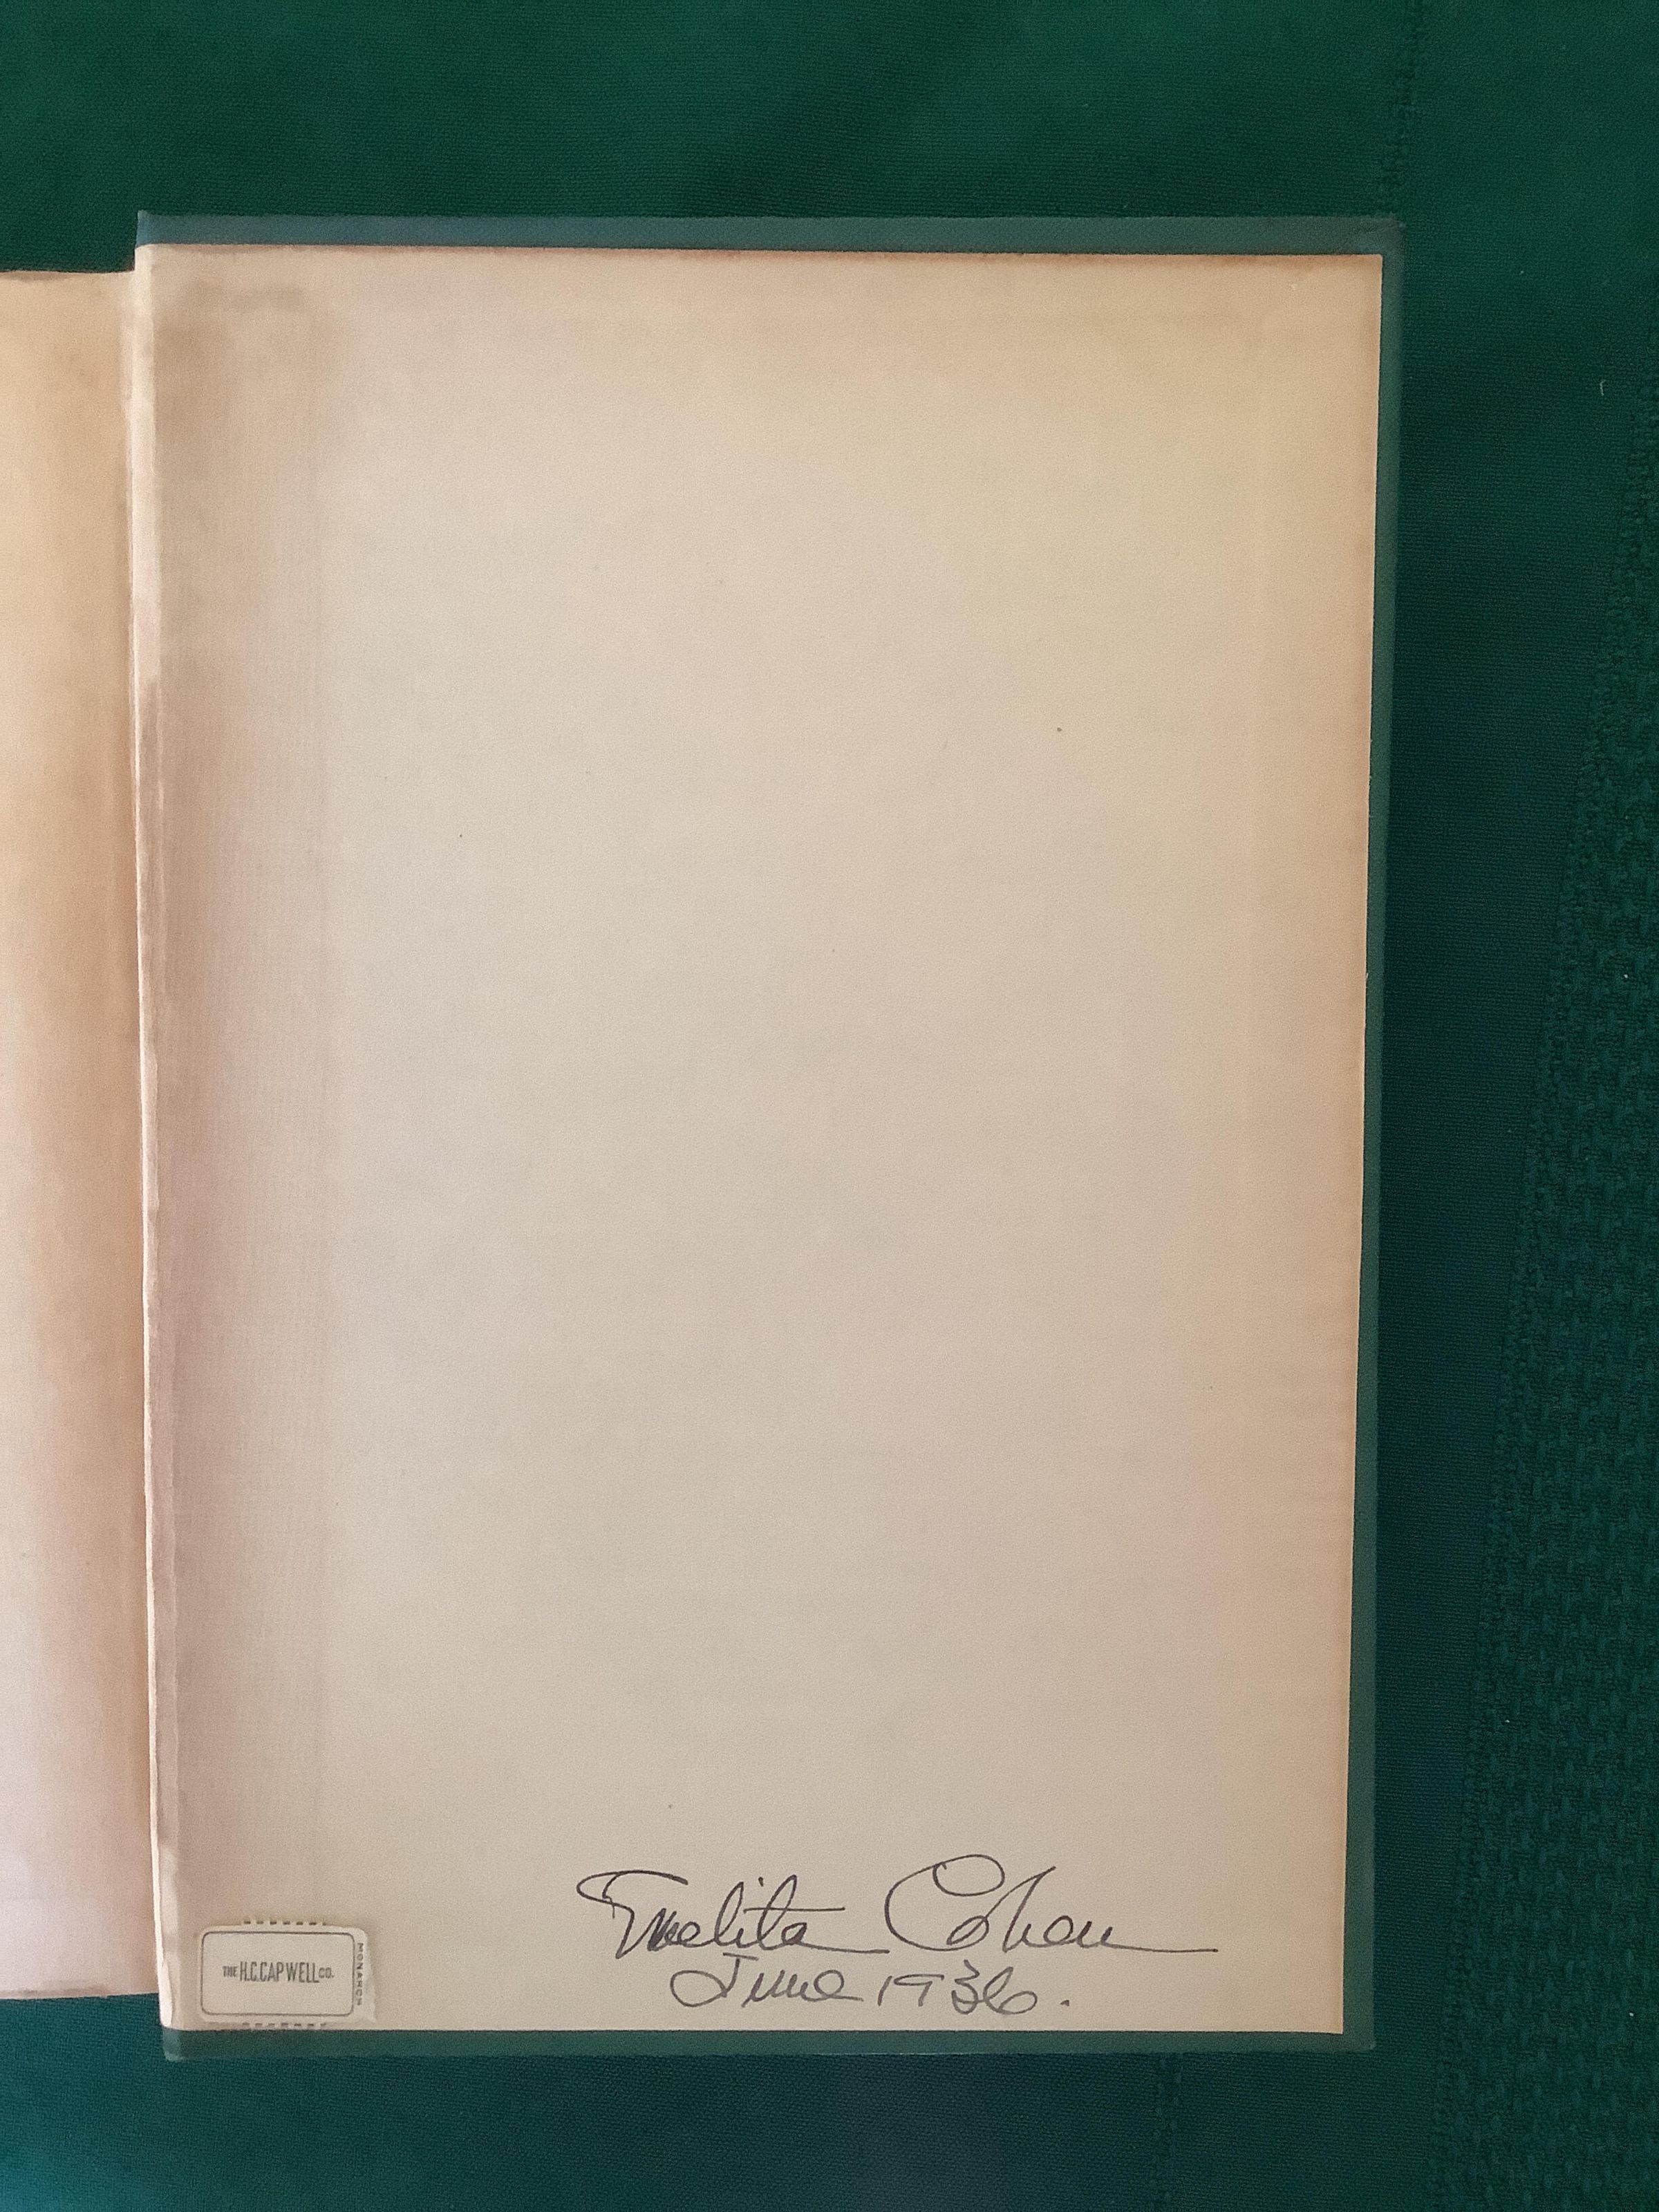 Emelita Cohen
June 1936.
THE H.C. CAPWELL CO.
MONARCH